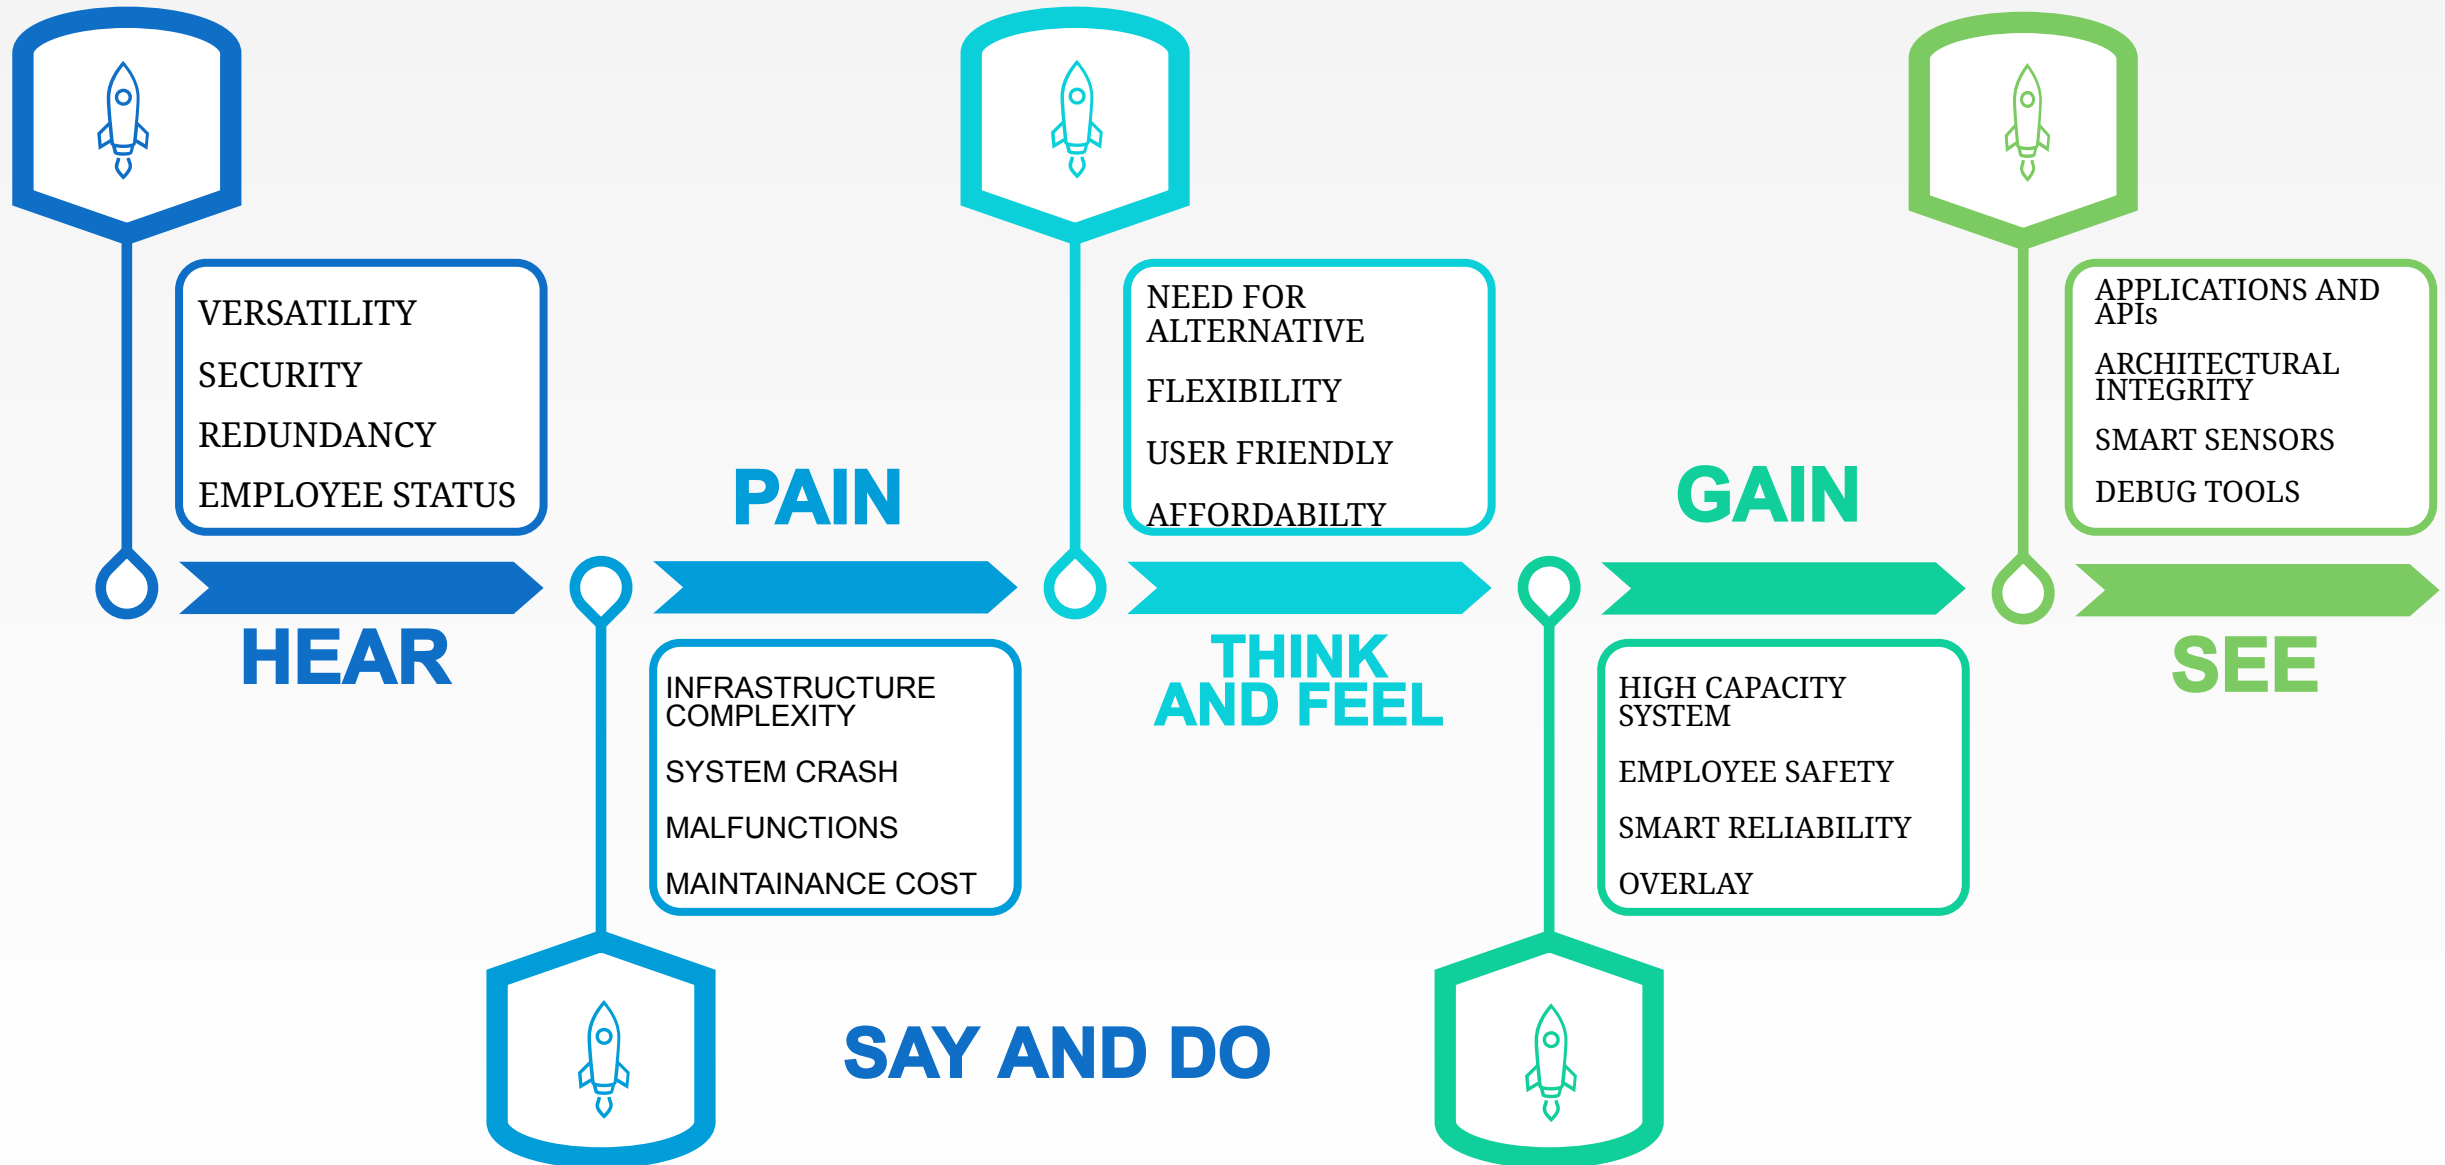 VERSATILITY
SECURITY
REDUNDANCY
EMPLOYEE STATUS
HEAR
PAIN
INFRASTRUCTURE
COMPLEXITY
SYSTEM CRASH
MALFUNCTIONS
MAINTAINANCE COST
NEED FOR
ALTERNATIVE
FLEXIBILITY
USER FRIENDLY
AFFORDABILTY
THINK
AND FEEL
GAIN
HIGH CAPACITY
SYSTEM
EMPLOYEE SAFETY
SMART RELIABILITY
OVERLAY
APPLICATIONS AND
APIs
ARCHITECTURAL
INTEGRITY
SMART SENSORS
DEBUG TOOLS
SEE
SAY AND DO